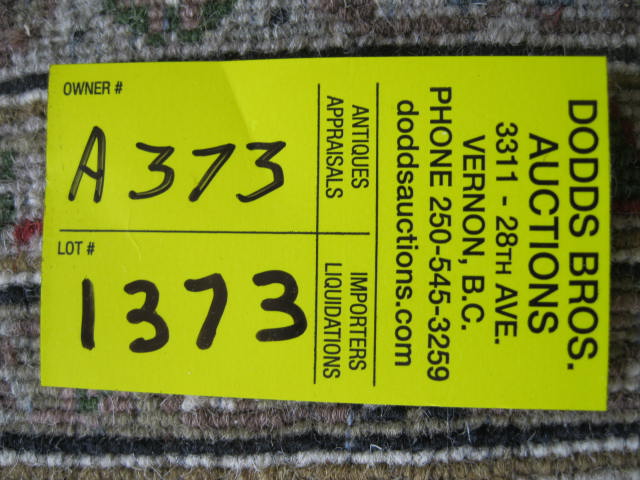 DODDS BROS.
AUCTIONS
3311 - 28TH AVE.
VERNON, B.C.
PHONE 250-545-3259
doddsauctions.com
ANTIQUES
APPRAISALS
IMPORTERS
LIQUIDATIONS
OWNER #
A373
LOT #
1373